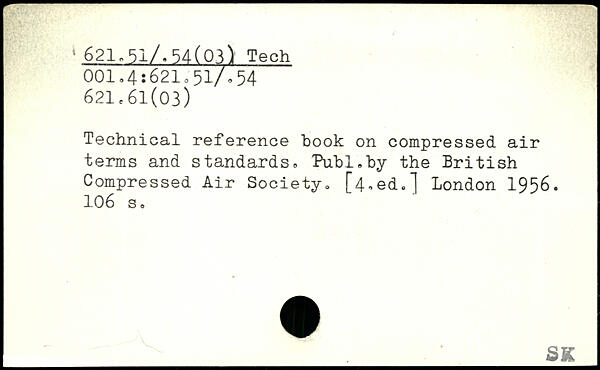 621.51/.54(03) Tech
001.4:621.51/.54
621.61(03)
Technical reference book on compressed air
terms and standards. Publ.by the British
Compressed Air Society. [4.ed.] London 1956.
106 s.
SK